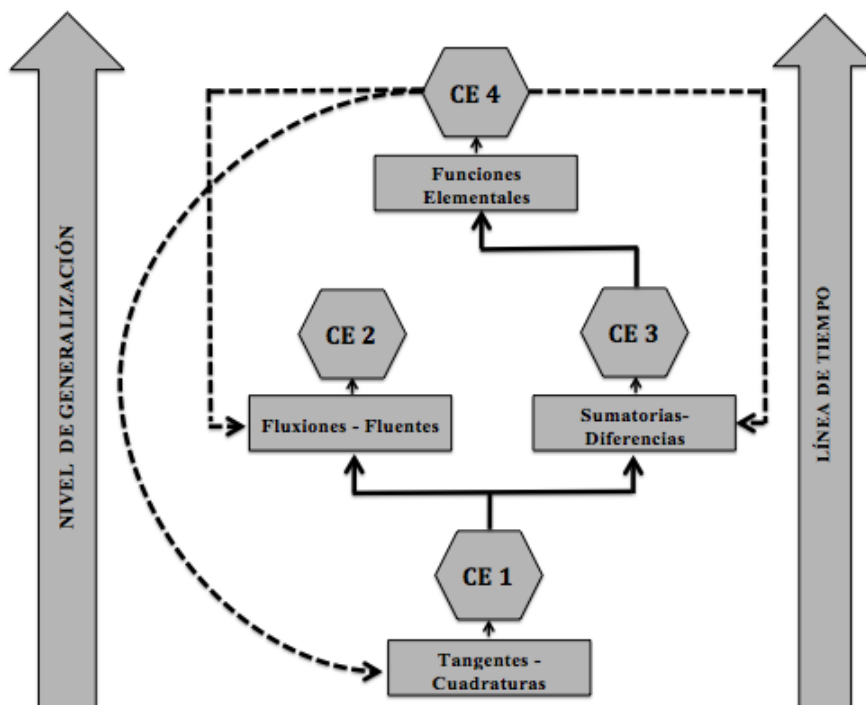 CE 4
Funciones
Elementales
NIVEL DE GENERALIZACIÓN
LÍNEA DE TIEMPO
CE 2
CE 3
Fluxiones - Fluentes
Sumatorias-
Diferencias
CE 1
Tangentes -
Cuadraturas